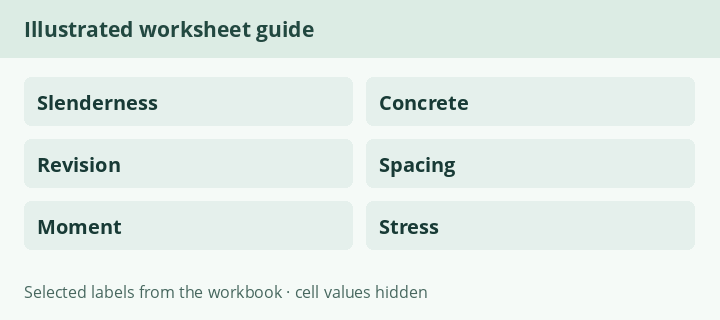 Illustrated worksheet guide
Slenderness
Concrete
Revision
Spacing
Moment
Stress
Selected labels from the workbook · cell values hidden